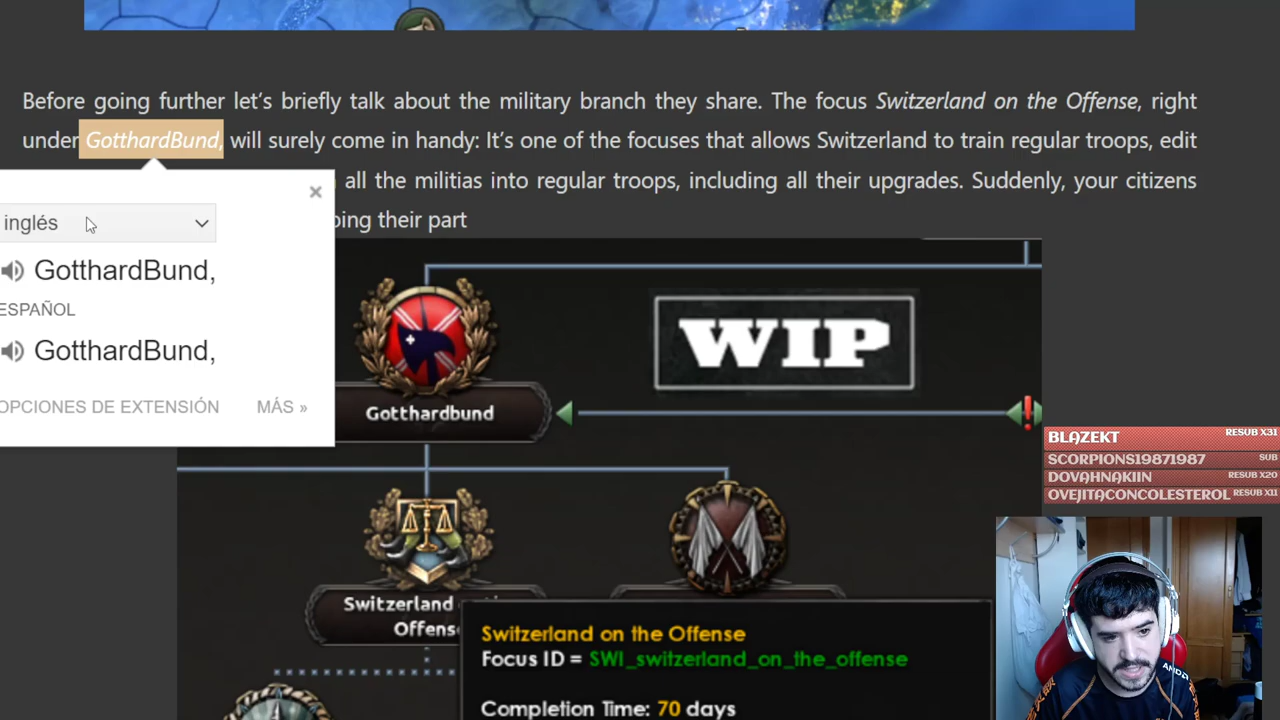 Before going further let's briefly talk about the military branch they share. The focus Switzerland on the Offense, right
under GotthardBund, will surely come in handy: It's one of the focuses that allows Switzerland to train regular troops, edit
all the militias into regular troops, including all their upgrades. Suddenly, your citizens
their part
inglés
GotthardBund,
ESPAÑOL
GotthardBund,
OPCIONES DE EXTENSIÓN MÁS »
WIP
Gotthardbund
BLAZEKT RESUB X31
SCORPIONS19871987 SUB
DOVAHNAKIIN RESUB X20
OVEJITACONCOLESTEROL RESUB X11
Switzerland
Offens
Switzerland on the Offense
Focus ID = SWI_switzerland_on_the_offense
Completion Time: 70 days